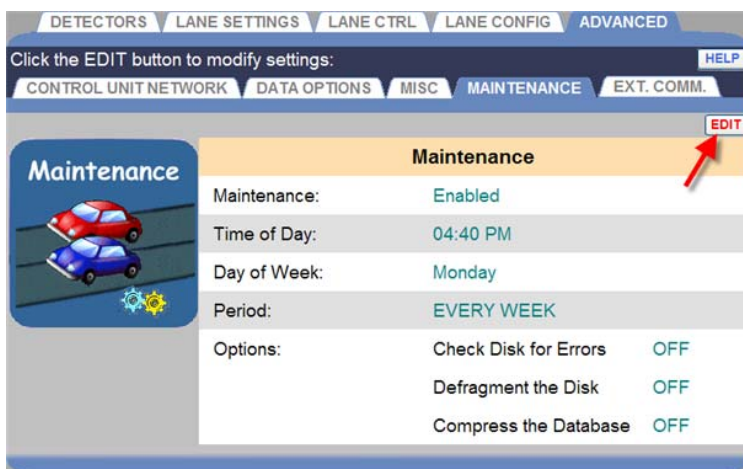 DETECTORS LANE SETTINGS LANE CTRL LANE CONFIG ADVANCED
Click the EDIT button to modify settings: HELP
CONTROL UNIT NETWORK DATA OPTIONS MISC MAINTENANCE EXT. COMM.
EDIT
Maintenance
Maintenance
Maintenance: Enabled
Time of Day: 04:40 PM
Day of Week: Monday
Period: EVERY WEEK
Options: Check Disk for Errors OFF
Defragment the Disk OFF
Compress the Database OFF